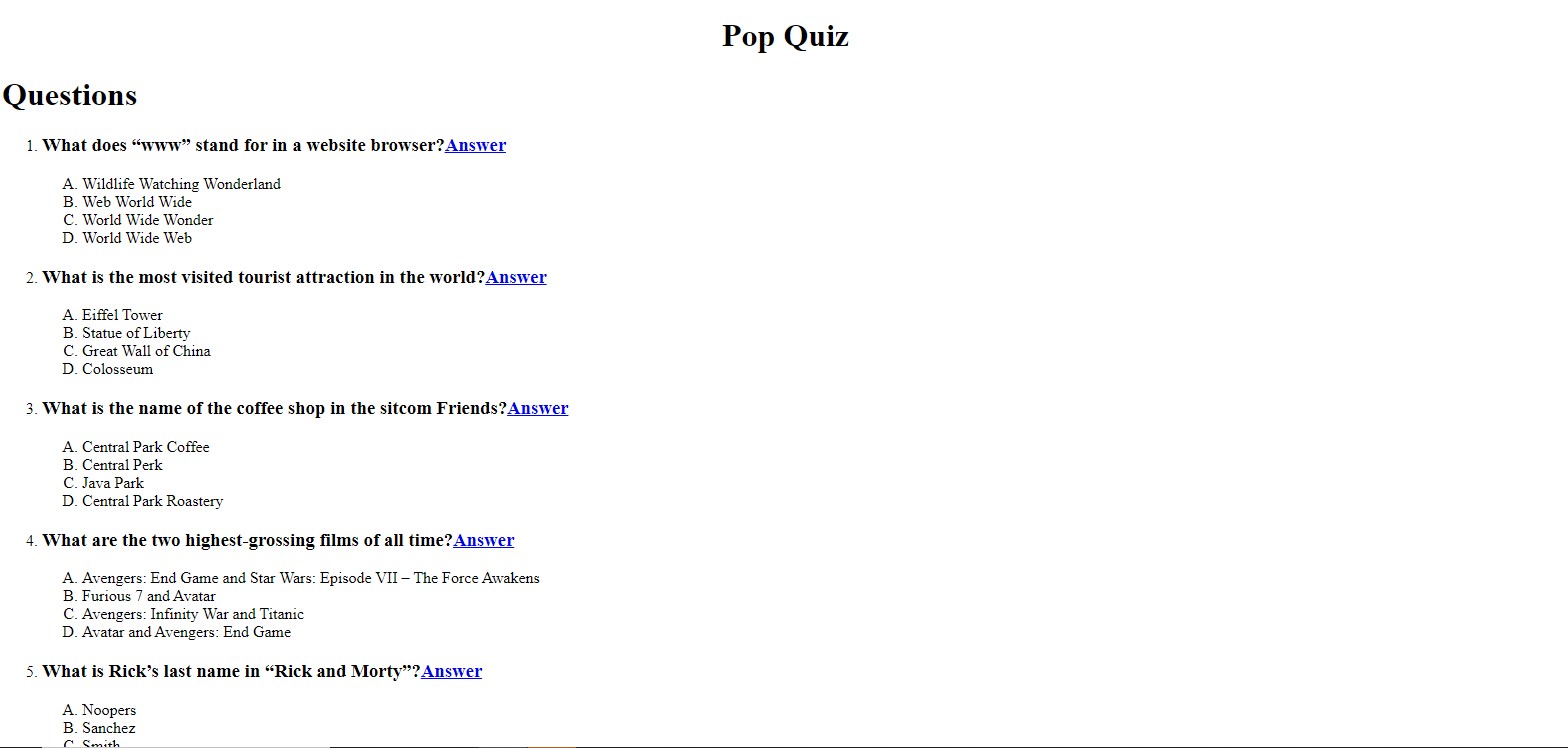 Pop Quiz
Questions
1. What does “www” stand for in a website browser?Answer
A. Wildlife Watching Wonderland
B. Web World Wide
C. World Wide Wonder
D. World Wide Web
2. What is the most visited tourist attraction in the world?Answer
A. Eiffel Tower
B. Statue of Liberty
C. Great Wall of China
D. Colosseum
3. What is the name of the coffee shop in the sitcom Friends?Answer
A. Central Park Coffee
B. Central Perk
C. Java Park
D. Central Park Roastery
4. What are the two highest-grossing films of all time?Answer
A. Avengers: End Game and Star Wars: Episode VII – The Force Awakens
B. Furious 7 and Avatar
C. Avengers: Infinity War and Titanic
D. Avatar and Avengers: End Game
5. What is Rick’s last name in “Rick and Morty”?Answer
A. Noopers
B. Sanchez
C. Smith